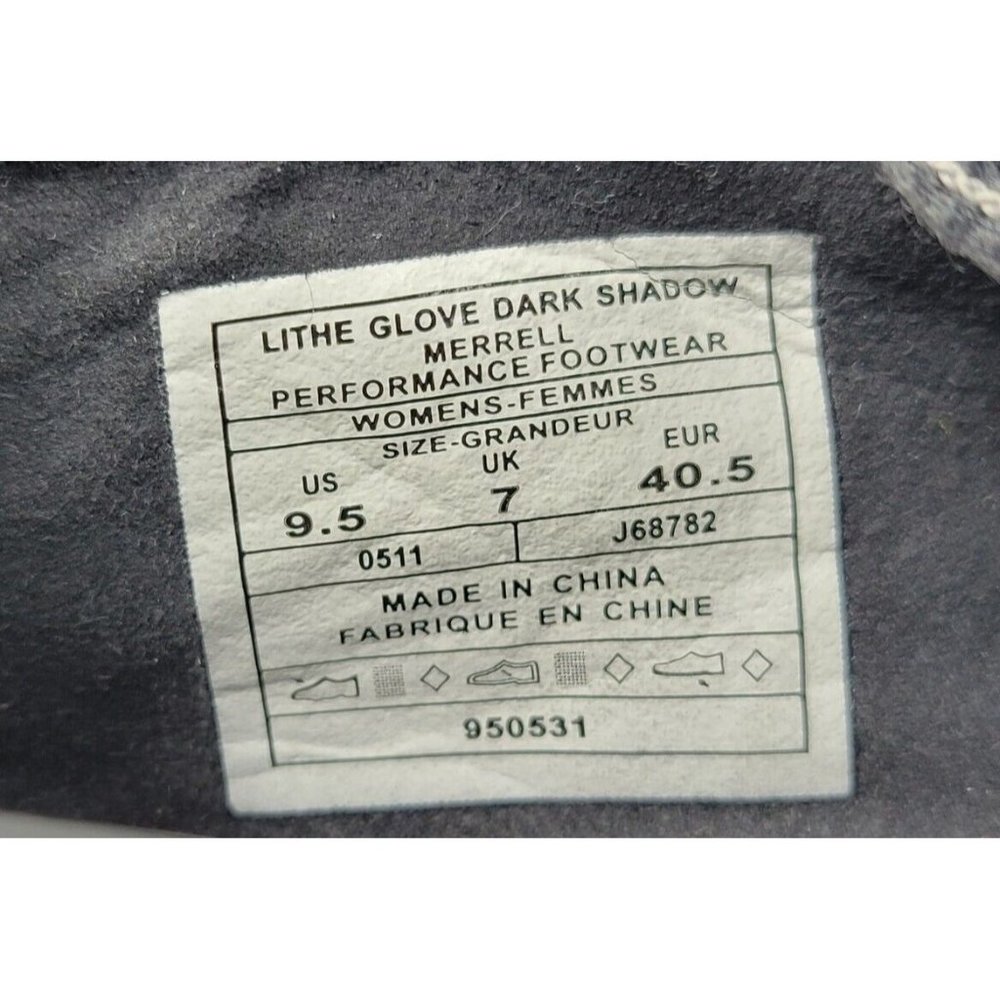 LITHE GLOVE DARK SHADOW
MERRELL
PERFORMANCE FOOTWEAR
WOMENS-FEMMES
SIZE-GRANDEUR
US UK EUR
9.5 7 40.5
0511 J68782
MADE IN CHINA
FABRIQUE EN CHINE
950531